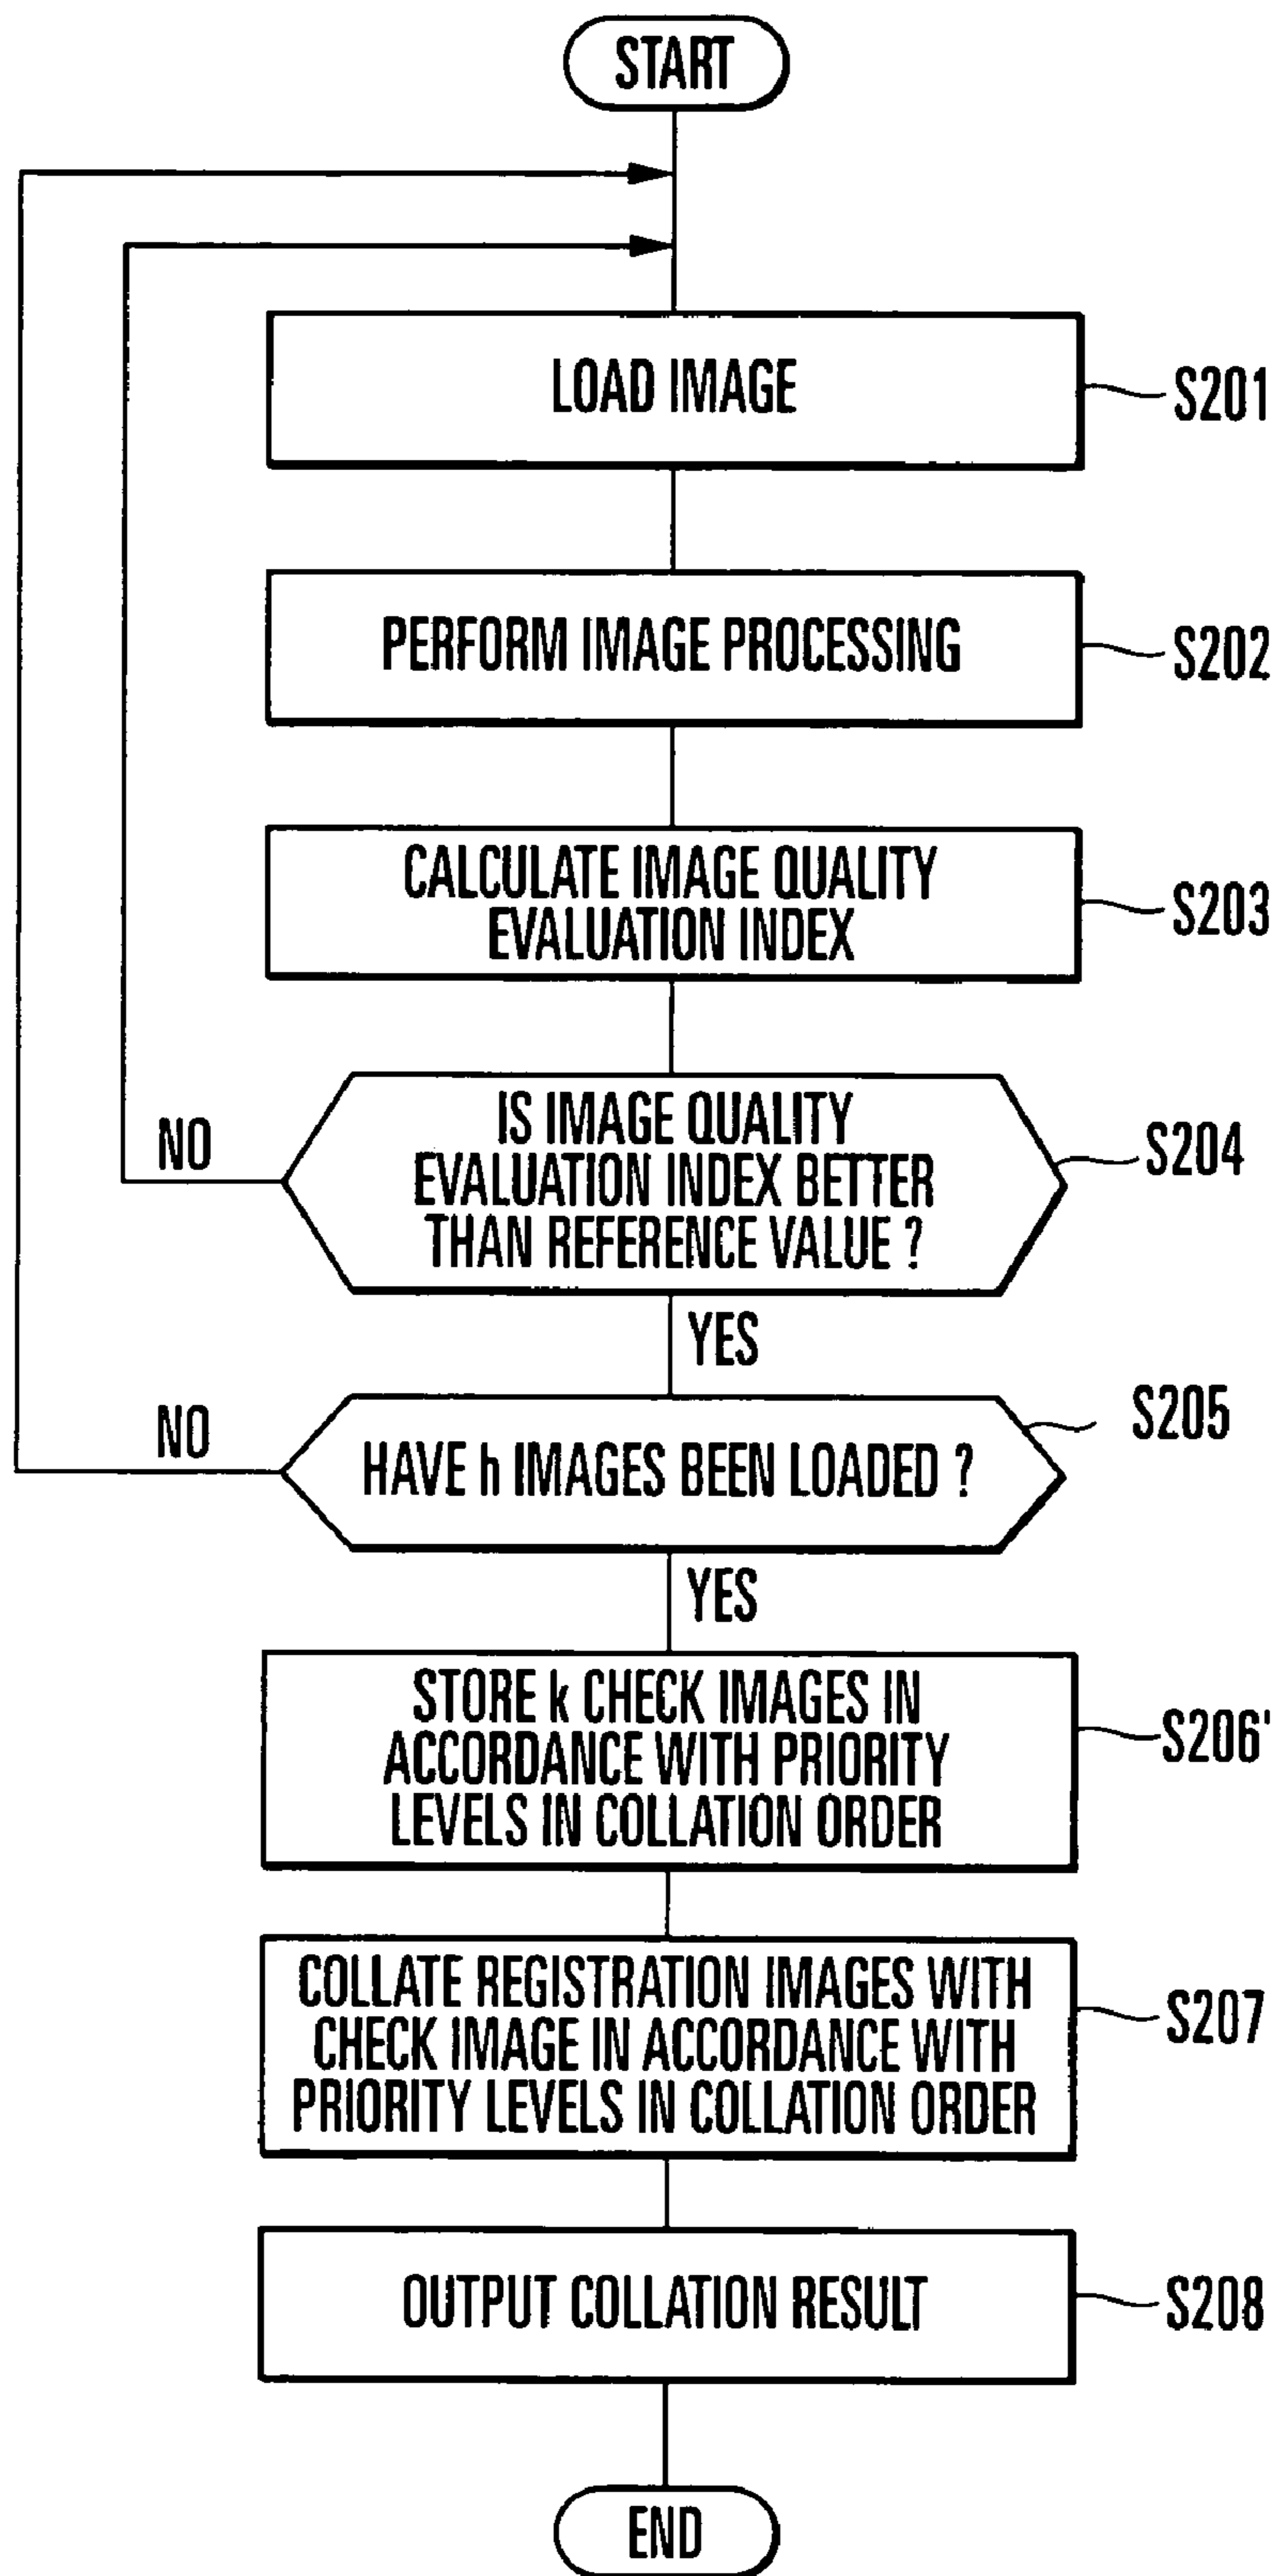 START
LOAD IMAGE
S201
PERFORM IMAGE PROCESSING
S202
CALCULATE IMAGE QUALITY
EVALUATION INDEX
S203
IS IMAGE QUALITY
EVALUATION INDEX BETTER
THAN REFERENCE VALUE ?
S204
NO
YES
HAVE h IMAGES BEEN LOADED ?
S205
NO
YES
STORE k CHECK IMAGES IN
ACCORDANCE WITH PRIORITY
LEVELS IN COLLATION ORDER
S206'
COLLATE REGISTRATION IMAGES WITH
CHECK IMAGE IN ACCORDANCE WITH
PRIORITY LEVELS IN COLLATION ORDER
S207
OUTPUT COLLATION RESULT
S208
END